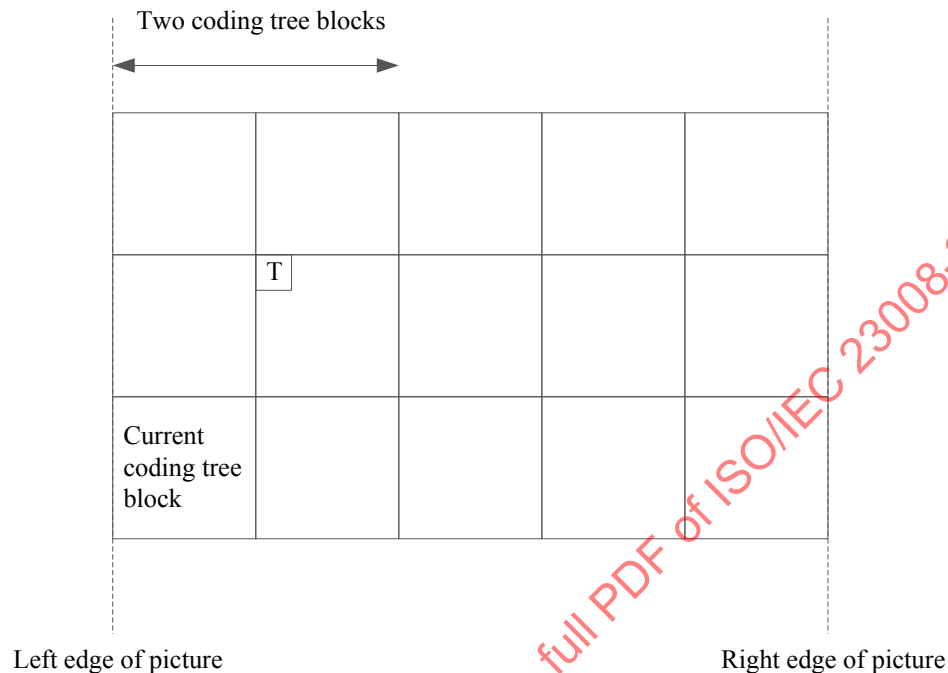 Two coding tree blocks
T
Current
coding tree
block
full PDF of ISO/IEC 23008-
Left edge of picture
Right edge of picture